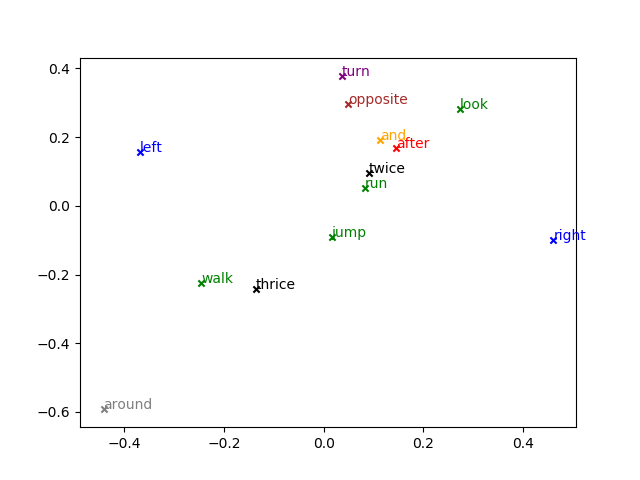 0.4
turn
opposite
look
0.2
and
after
left
twice
run
0.0
jump
right
−0.2
walk
thrice
−0.4
−0.6
around
−0.4
−0.2
0.0
0.2
0.4